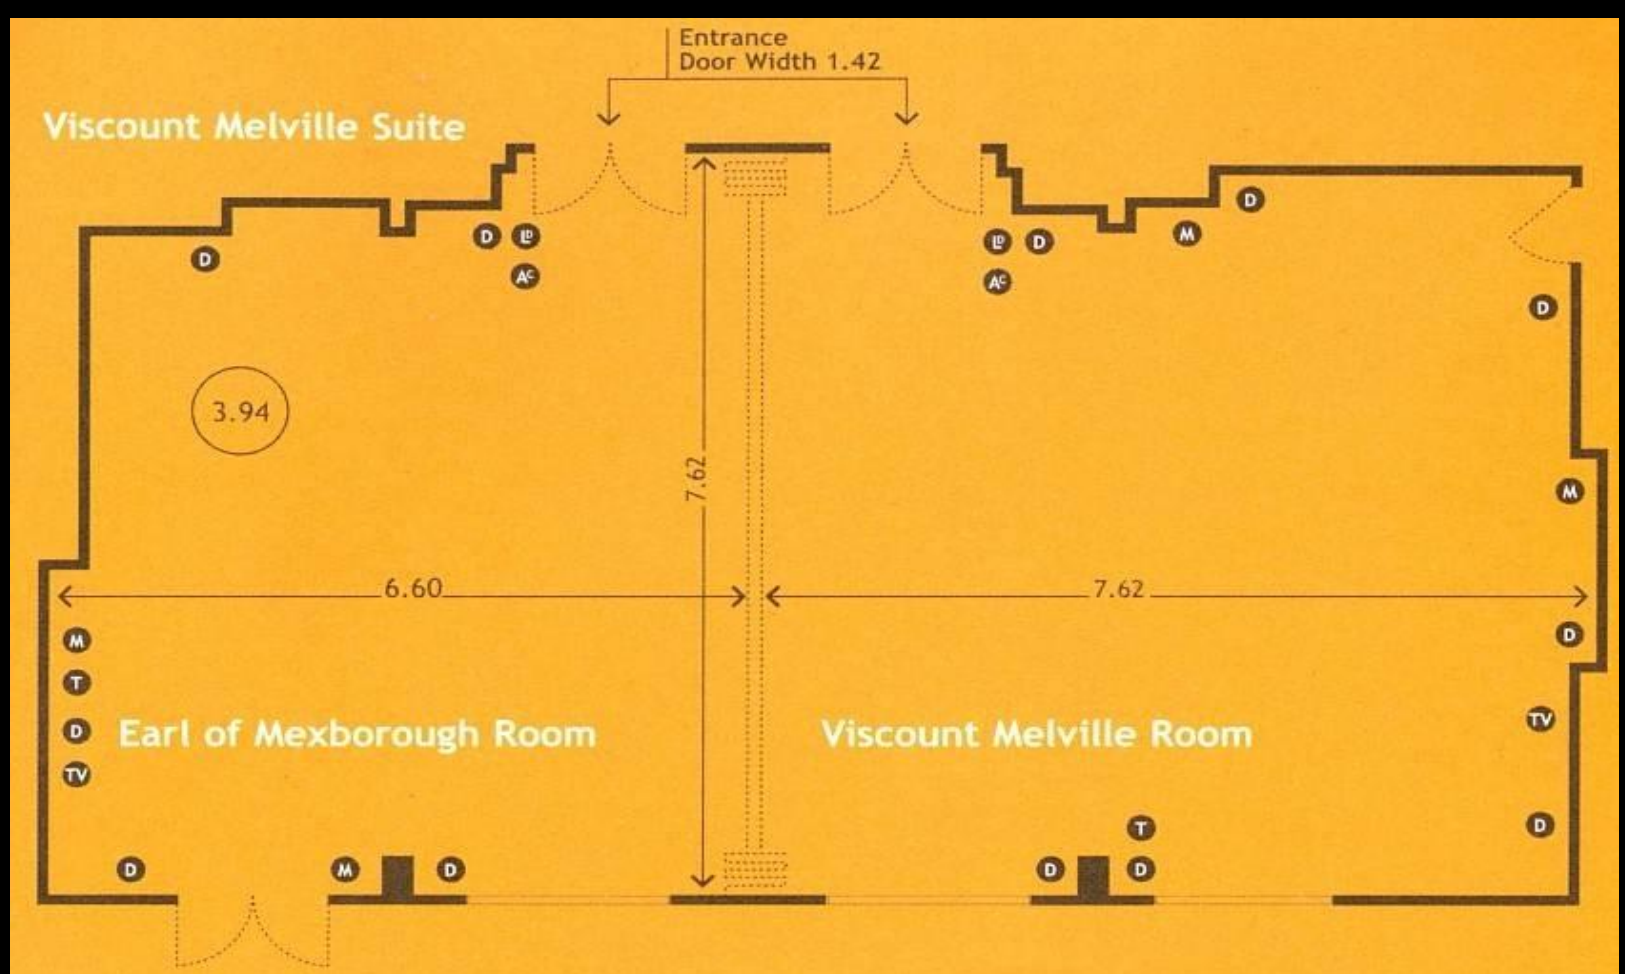 Entrance
Door Width 1.42
Viscount Melville Suite
D
D
D LD
LD D
M
D
AC
AC
D
3.94
7.62
M
6.60
7.62
M
D
T
D
TV
Earl of Mexborough Room
Viscount Melville Room
TV
T
D
D
M
D
D
D